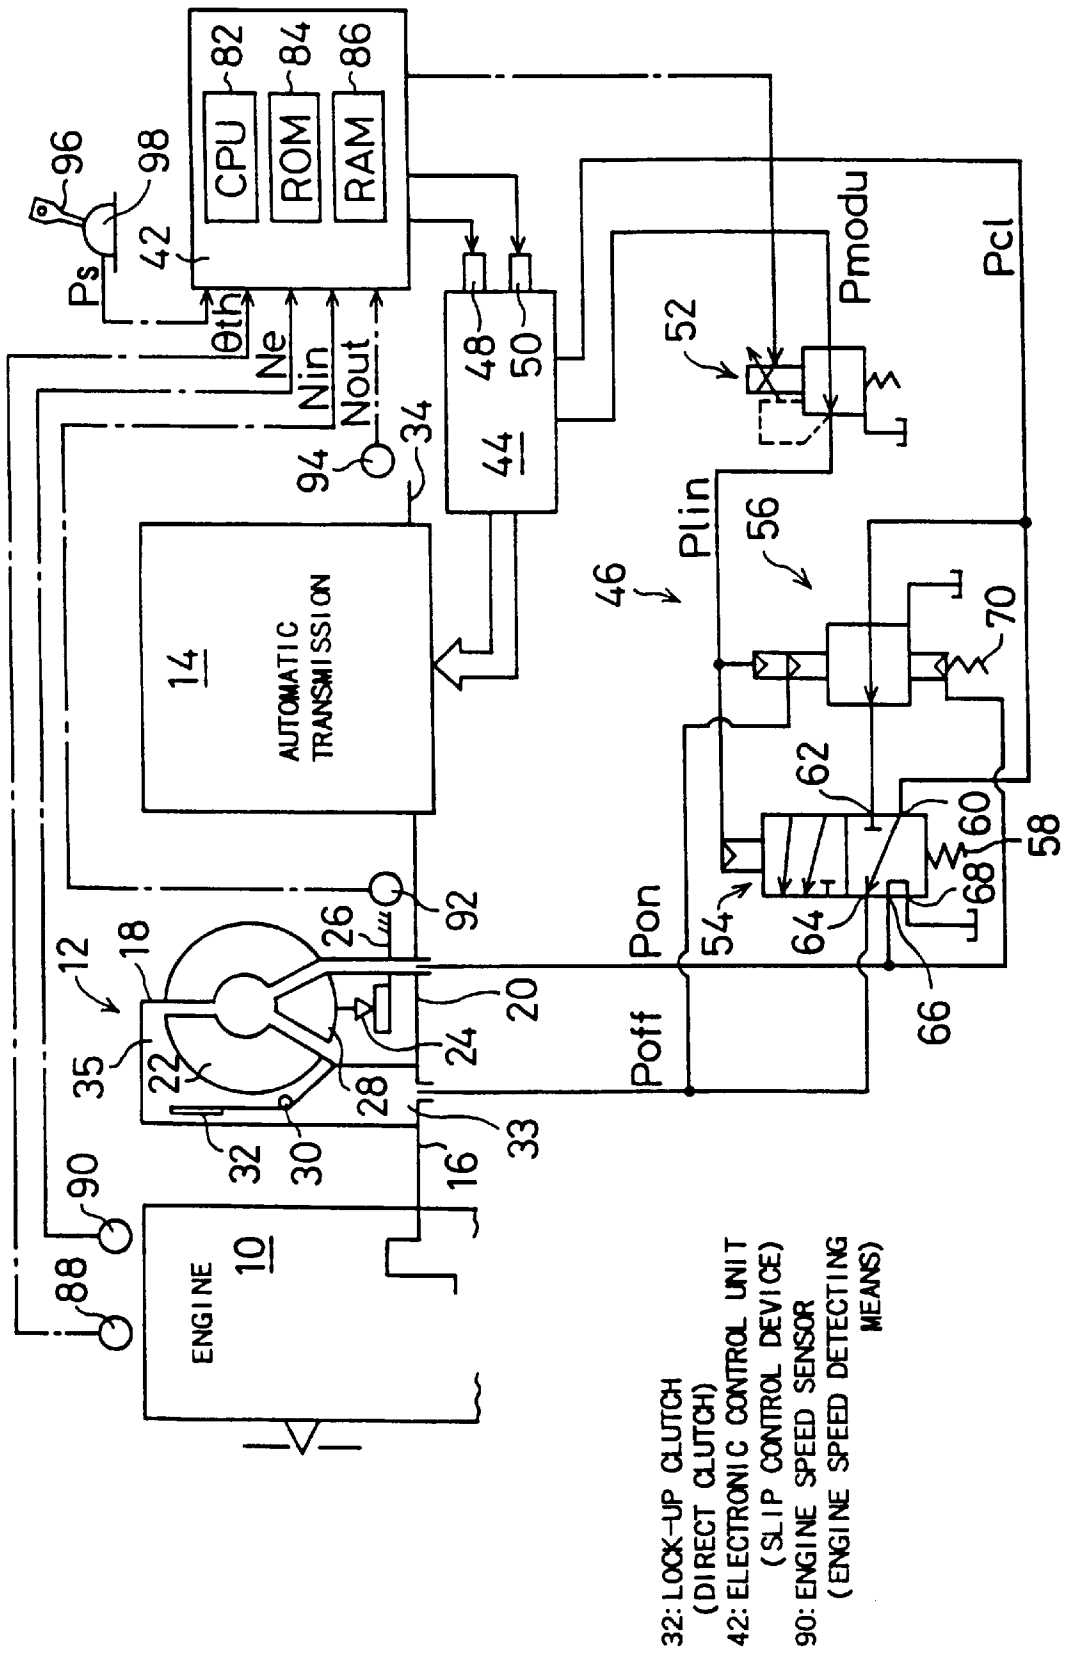 12
18
35
22
32
30
33
28
24
20
26
92
16
90
88
ENGINE
10
14
AUTOMATIC
TRANSMISSION
34
94
Nout
Nin
Ne
θth
Ps
96
98
42
CPU
82
ROM
84
RAM
86
48
50
44
46
52
Pmodu
Pcl
Plin
56
70
62
60
58
68
54
64
66
Pon
Poff
32: LOCK-UP CLUTCH
(DIRECT CLUTCH)
42: ELECTRONIC CONTROL UNIT
(SLIP CONTROL DEVICE)
90: ENGINE SPEED SENSOR
(ENGINE SPEED DETECTING
MEANS)